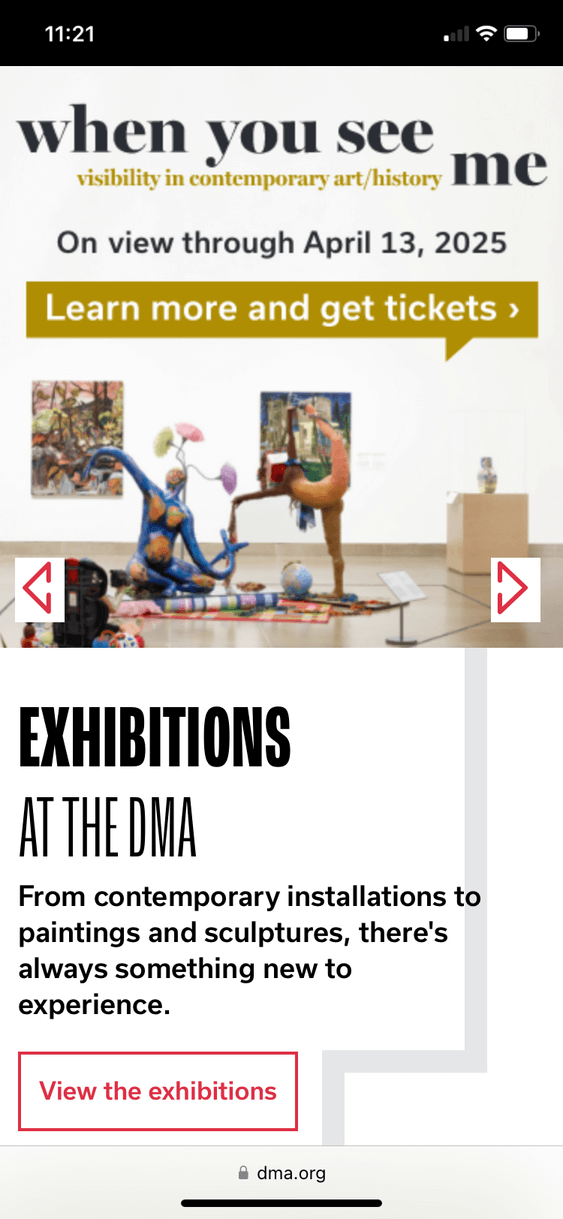 11:21
when you see me
visibility in contemporary art/history
On view through April 13, 2025
Learn more and get tickets ›
EXHIBITIONS
AT THE DMA
From contemporary installations to
paintings and sculptures, there's
always something new to
experience.
View the exhibitions
dma.org